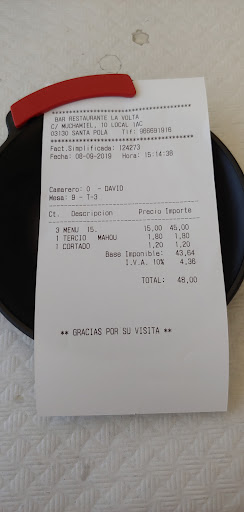 ********************************
BAR RESTAURANTE LA VOLTA
C/ MUCHAMIEL, 10 LOCAL 1AC
03130 SANTA POLA Tlf: 966691916
********************************
Fact.Simplificada: 124273
Fecha: 08-09-2019 Hora: 15:14:36
Camarero: 0 - DAVID
Mesa: 9 - T-3
Ct. Descripcion Precio Importe
3 MENU 15. 15,00 45,00
1 TERCIO MAHOU 1,80 1,80
1 CORTADO 1,20 1,20
Base Imponible: 43,64
I.V.A. 10% 4,36
TOTAL: 48,00
** GRACIAS POR SU VISITA **